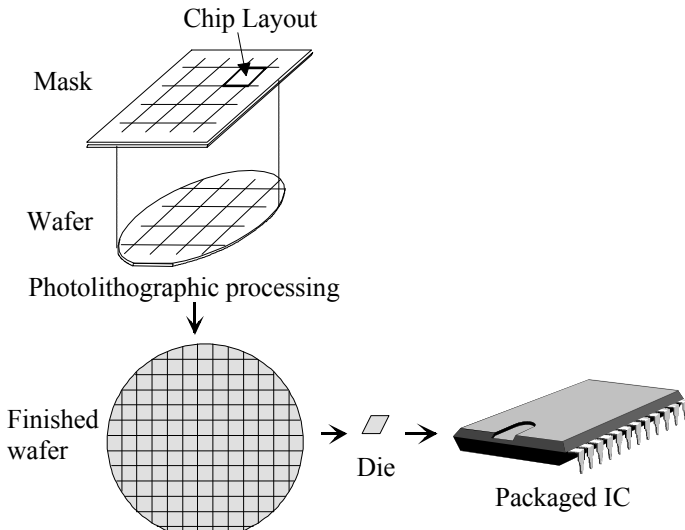 Chip Layout
Mask
Wafer
Photolithographic processing
Finished
wafer
Die
Packaged IC